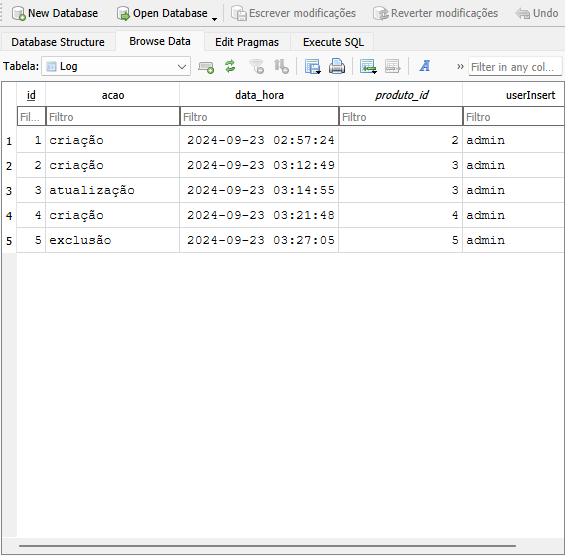 New Database Open Database Escrever modificações Reverter modificações Undo
Database Structure Browse Data Edit Pragmas Execute SQL
Tabela: Log A » Filter in any col...
id acao data_hora produto_id userInsert
Fil... Filtro Filtro Filtro Filtro
1 1 criação 2024-09-23 02:57:24 2 admin
2 2 criação 2024-09-23 03:12:49 3 admin
3 3 atualização 2024-09-23 03:14:55 3 admin
4 4 criação 2024-09-23 03:21:48 4 admin
5 5 exclusão 2024-09-23 03:27:05 5 admin